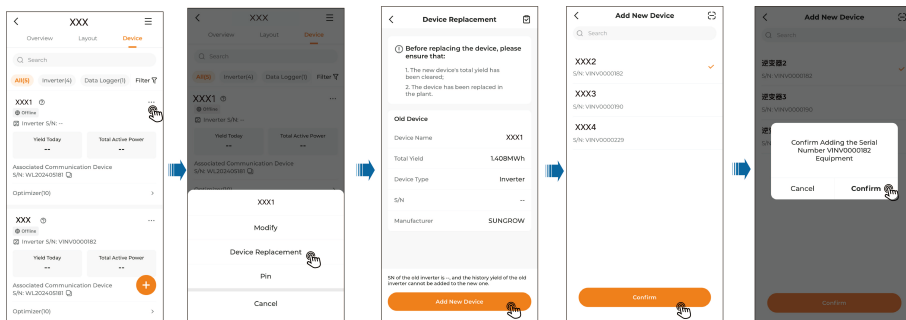 XXX
Overview
Layout
Device
Search
All(5)
Inverter(4)
Data Logger(1)
Filter
XXX1
...
Offline
Inverter S/N: --
Yield Today
Total Active Power
--
--
Associated Communication Device
S/N: WL202405181
Optimizer(10)
XXX
...
Offline
Inverter S/N: VINV0000182
Yield Today
Total Active Power
--
--
Associated Communication Device
S/N: WL202405181
Optimizer(10)
XXX
Overview
Layout
Device
Search
All(5)
Inverter(4)
Data Logger(1)
Filter
XXX1
...
Offline
Inverter S/N: --
Yield Today
Total Active Power
--
--
Associated Communication Device
S/N: WL202405181
Optimizer(10)
XXX1
Modify
Device Replacement
Pin
Cancel
Device Replacement
Before replacing the device, please
ensure that:
1. The new device's total yield has
been cleared;
2. The device has been replaced in
the plant.
Old Device
Device Name
XXX1
Total Yield
1.408MWh
Device Type
Inverter
S/N
--
Manufacturer
SUNGROW
SN of the old inverter is --, and the history yield of the old
inverter cannot be added to the new one.
Add New Device
Add New Device
Search
XXX2
S/N: VINV0000182
XXX3
S/N: VINV0000190
XXX4
S/N: VINV0000229
Confirm
Add New Device
Search
逆变器2
S/N: VINV0000182
逆变器3
S/N: VINV0000190
Confirm Adding the Serial
Number VINV0000182
Equipment
Cancel
Confirm
Confirm